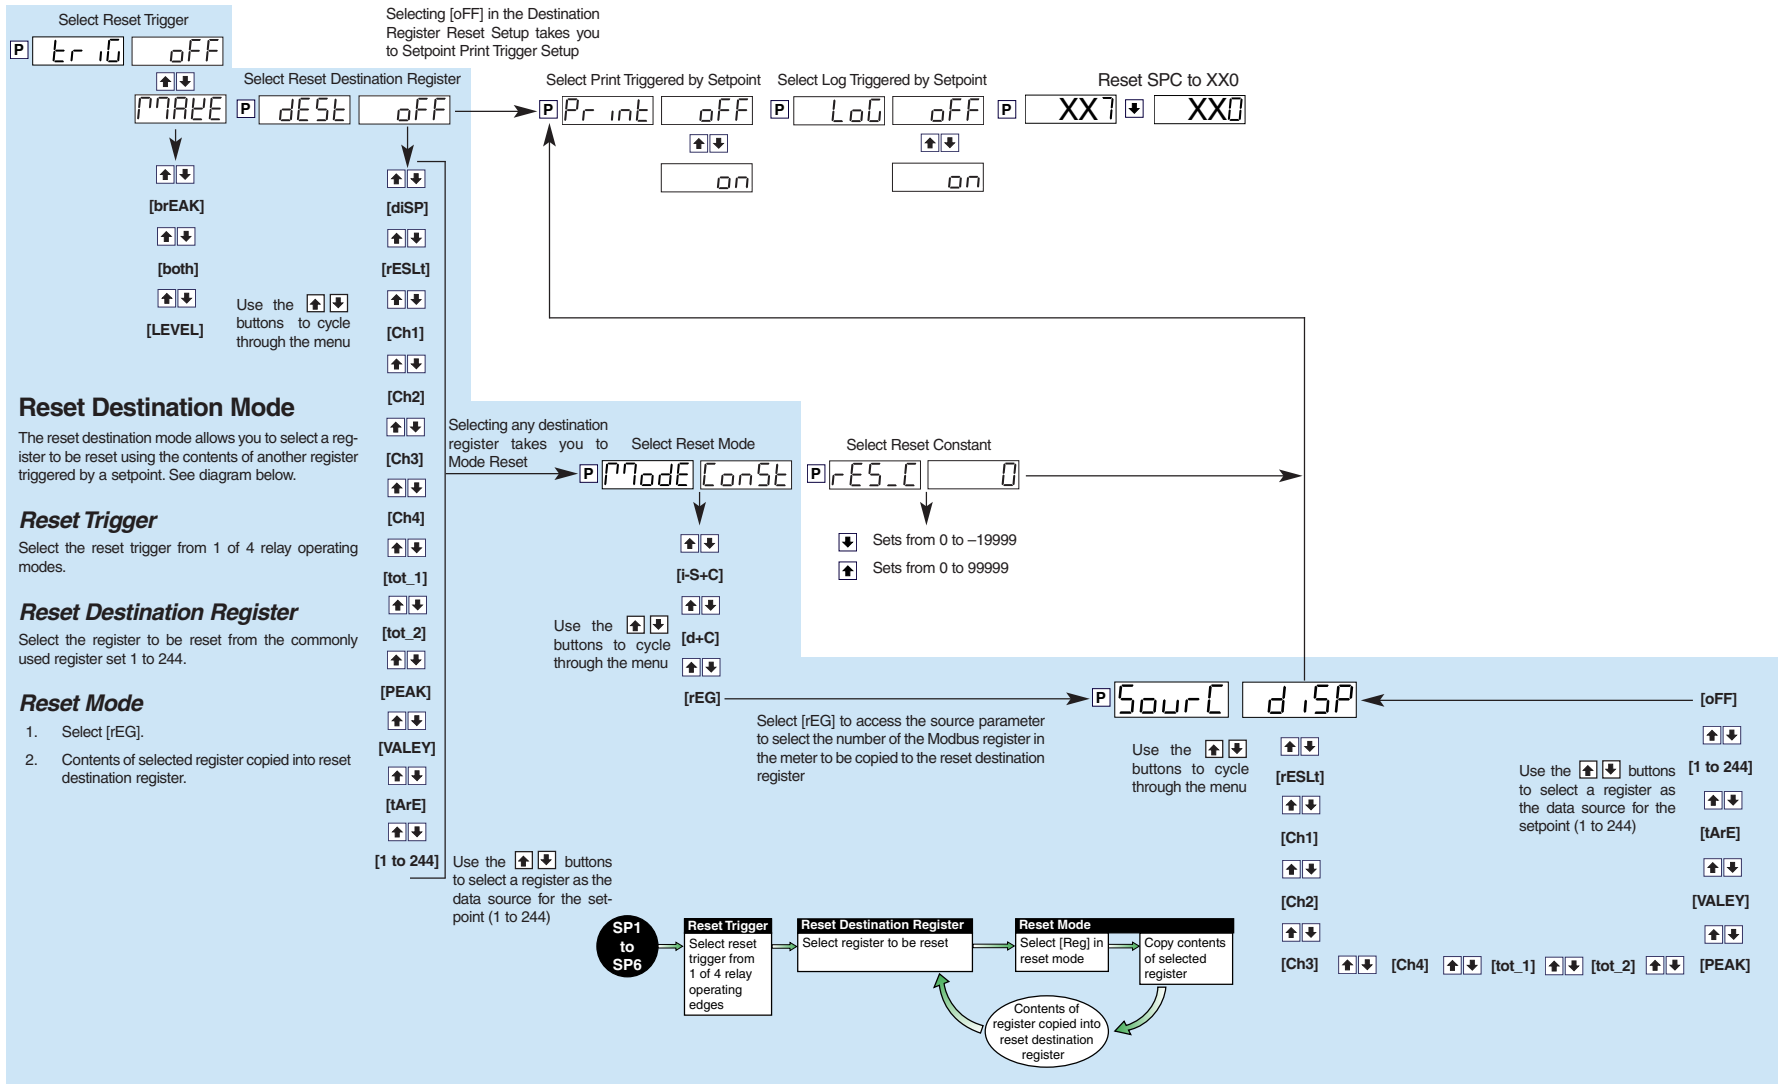 Select Reset Trigger
P triG oFF
MAKE
[brEAK]
[both]
[LEVEL]
Selecting [oFF] in the Destination
Register Reset Setup takes you
to Setpoint Print Trigger Setup
Select Reset Destination Register
P dESt oFF
[diSP]
[rESLt]
[Ch1]
[Ch2]
[Ch3]
[Ch4]
[tot_1]
[tot_2]
[PEAK]
[VALEY]
[tArE]
[1 to 244]
Use the
buttons to cycle
through the menu
Select Print Triggered by Setpoint
P Print oFF
on
Select Log Triggered by Setpoint
P LoG oFF
on
Reset SPC to XX0
P XX7 XX0
Reset Destination Mode
The reset destination mode allows you to select a reg-
ister to be reset using the contents of another register
triggered by a setpoint. See diagram below.
Reset Trigger
Select the reset trigger from 1 of 4 relay operating
modes.
Reset Destination Register
Select the register to be reset from the commonly
used register set 1 to 244.
Reset Mode
1. Select [rEG].
2. Contents of selected register copied into reset
destination register.
Selecting any destination
register takes you to
Mode Reset
Select Reset Mode
P ModE ConSt
[i-S+C]
[d+C]
[rEG]
Use the
buttons to cycle
through the menu
Select Reset Constant
P rES_C 0
Sets from 0 to –19999
Sets from 0 to 99999
Select [rEG] to access the source parameter
to select the number of the Modbus register in
the meter to be copied to the reset destination
register
P SourC diSP
Use the
buttons to cycle
through the menu
[rESLt]
[Ch1]
[Ch2]
[Ch3] [Ch4] [tot_1] [tot_2] [PEAK]
[VALEY]
[tArE]
[1 to 244]
[oFF]
Use the buttons
to select a register as
the data source for the
setpoint (1 to 244)
Use the buttons
to select a register as the
data source for the set-
point (1 to 244)
SP1
to
SP6
Reset Trigger
Select reset
trigger from
1 of 4 relay
operating
edges
Reset Destination Register
Select register to be reset
Reset Mode
Select [Reg] in
reset mode
Copy contents
of selected
register
Contents of
register copied into
reset destination
register